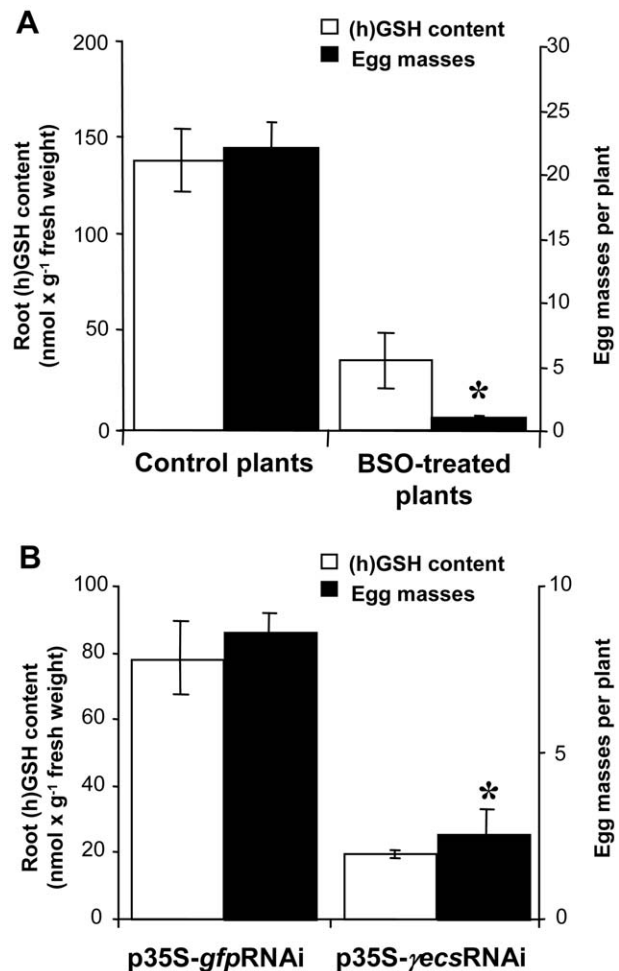 A
(h)GSH content
Egg masses
Root (h)GSH content
(nmol x g-1 fresh weight)
200
150
100
50
0
30
25
20
15
10
5
0
Egg masses per plant
*
Control plants
BSO-treated
plants
B
(h)GSH content
Egg masses
Root (h)GSH content
(nmol x g-1 fresh weight)
100
80
60
40
20
0
10
5
0
Egg masses per plant
*
p35S-gfpRNAi
p35S-γecsRNAi